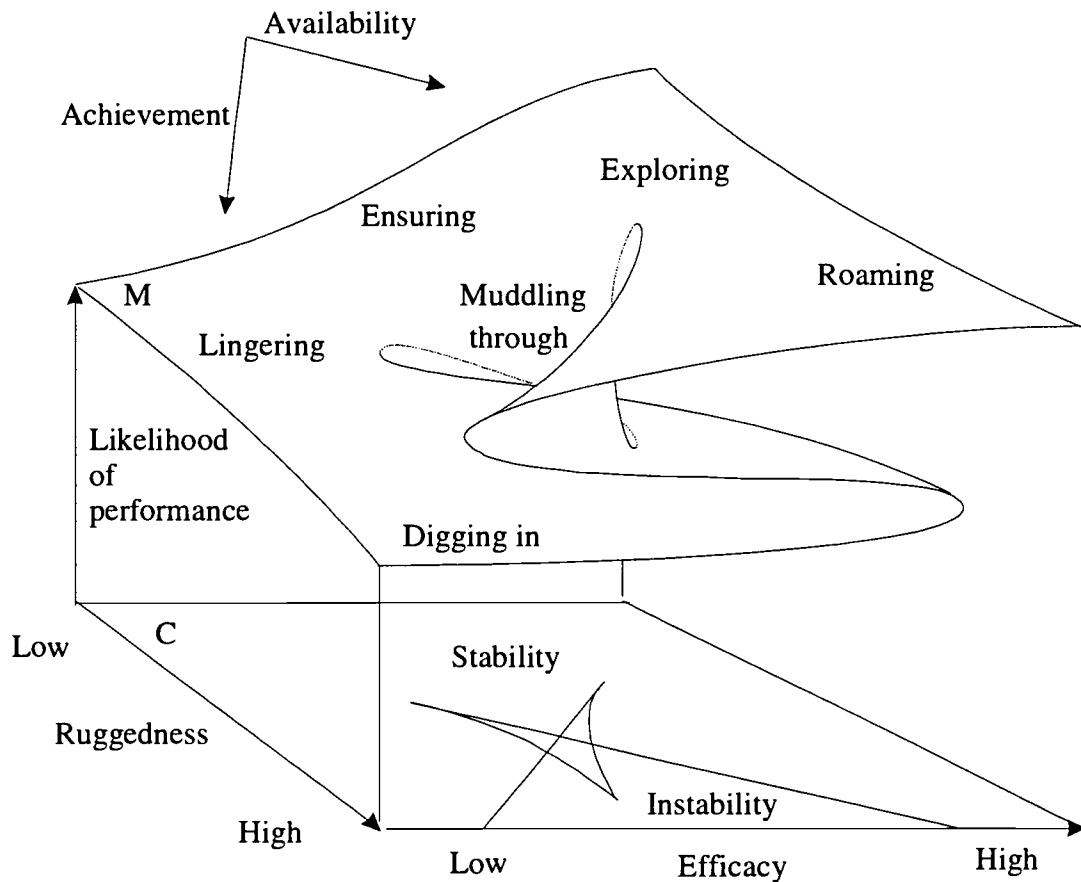 Availability
Achievement
Exploring
Ensuring
Roaming
M
Muddling
through
Lingering
Likelihood
of
performance
Digging in
C
Low
Stability
Ruggedness
Instability
High
Low
Efficacy
High